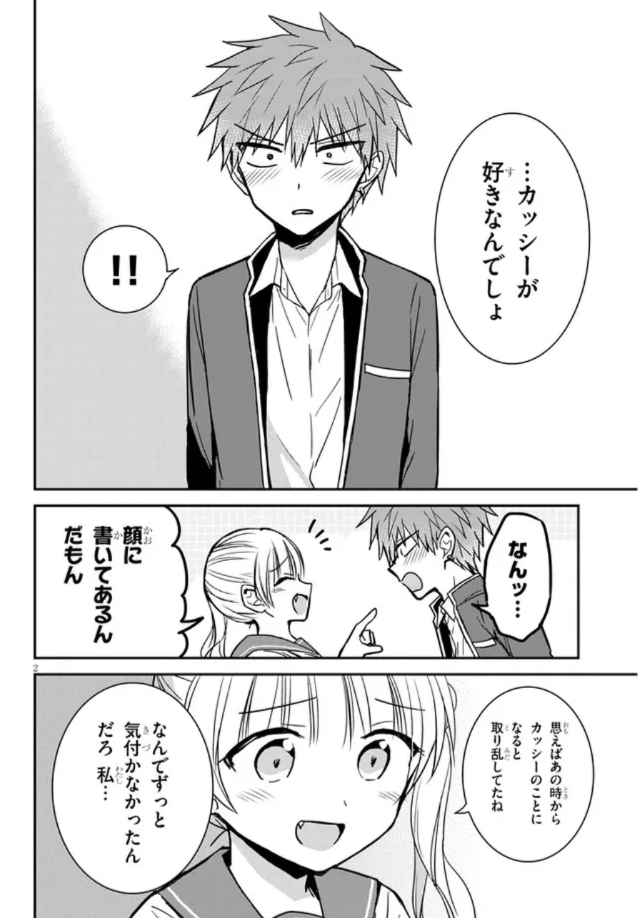 …カッシーが
好きなんでしょ
!!
なんッ…
顔に
書いてあるん
だもん
思えばあの時から
カッシーのことに
なると
取り乱してたね
なんでずっと
気付かなかったん
だろ 私…
2